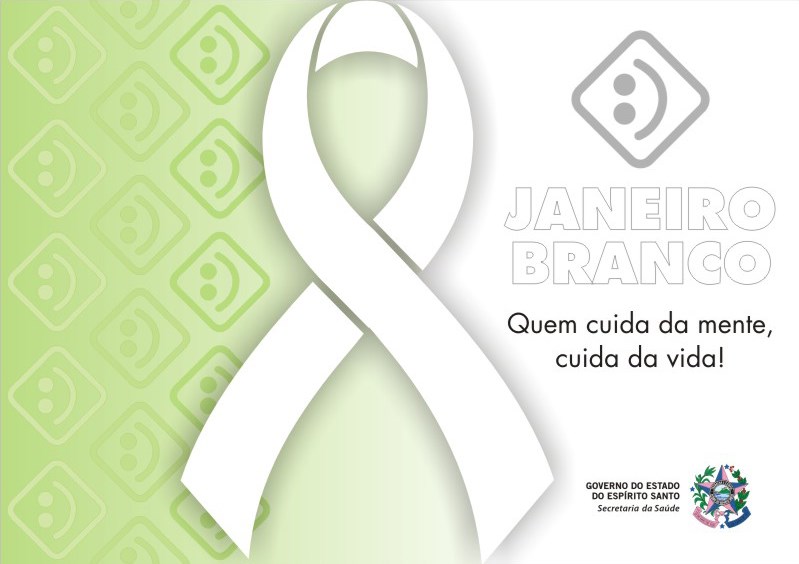 JANEIRO
BRANCO
Quem cuida da mente,
cuida da vida!
GOVERNO DO ESTADO
DO ESPÍRITO SANTO
Secretaria da Saúde